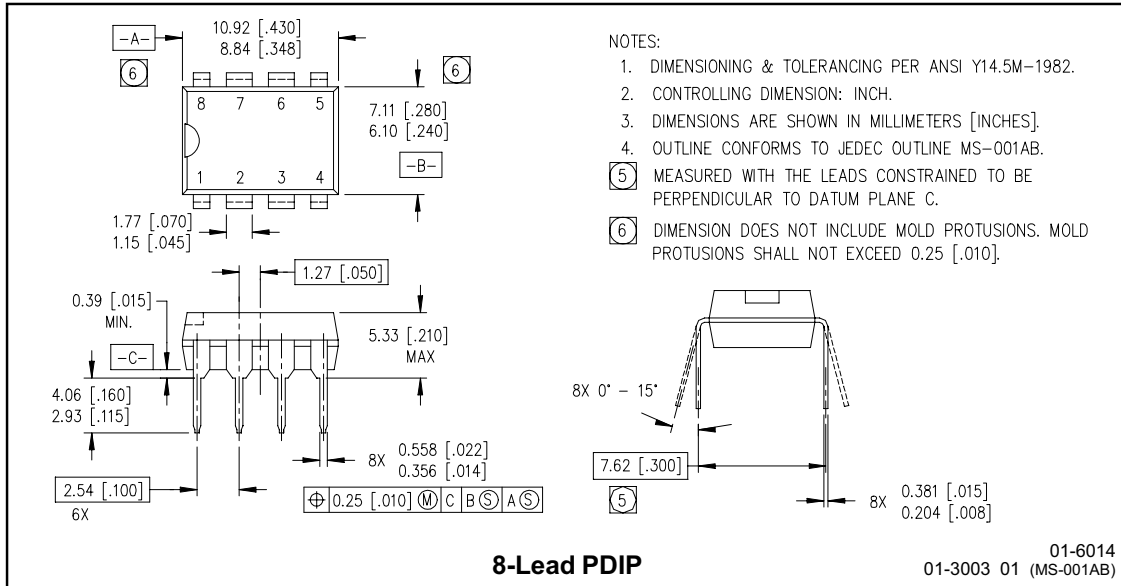 -A-
10.92 [.430]
8.84 [.348]
6
6
8 7 6 5
1 2 3 4
7.11 [.280]
6.10 [.240]
-B-
1.77 [.070]
1.15 [.045]
NOTES:
1. DIMENSIONING & TOLERANCING PER ANSI Y14.5M-1982.
2. CONTROLLING DIMENSION: INCH.
3. DIMENSIONS ARE SHOWN IN MILLIMETERS [INCHES].
4. OUTLINE CONFORMS TO JEDEC OUTLINE MS-001AB.
5 MEASURED WITH THE LEADS CONSTRAINED TO BE
PERPENDICULAR TO DATUM PLANE C.
6 DIMENSION DOES NOT INCLUDE MOLD PROTUSIONS. MOLD
PROTUSIONS SHALL NOT EXCEED 0.25 [.010].
1.27 [.050]
0.39 [.015]
MIN.
-C-
5.33 [.210]
MAX
4.06 [.160]
2.93 [.115]
8X 0.558 [.022]
0.356 [.014]
2.54 [.100]
6X
⌖ 0.25 [.010] Ⓜ C B Ⓢ A Ⓢ
8X 0° - 15°
7.62 [.300]
5
8X 0.381 [.015]
0.204 [.008]
8-Lead PDIP
01-6014
01-3003 01 (MS-001AB)